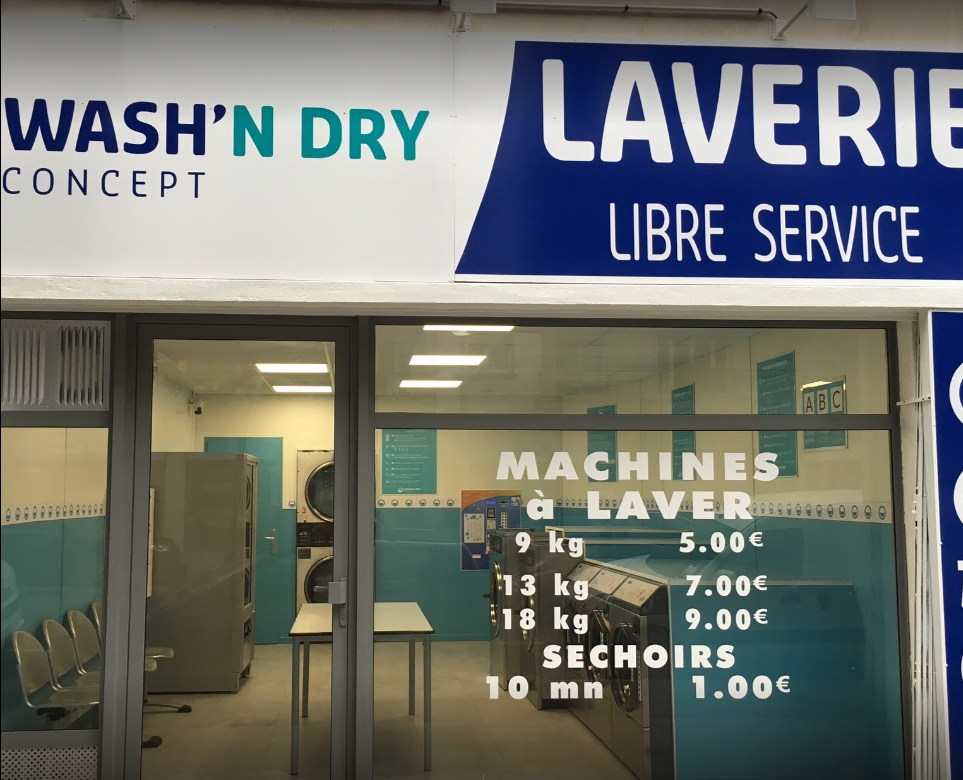 WASH'N DRY
CONCEPT
LAVERIE
LIBRE SERVICE
A B C
MACHINES
à LAVER
9 kg 5.00€
13 kg 7.00€
18 kg 9.00€
SECHOIRS
10 mn 1.00€
3